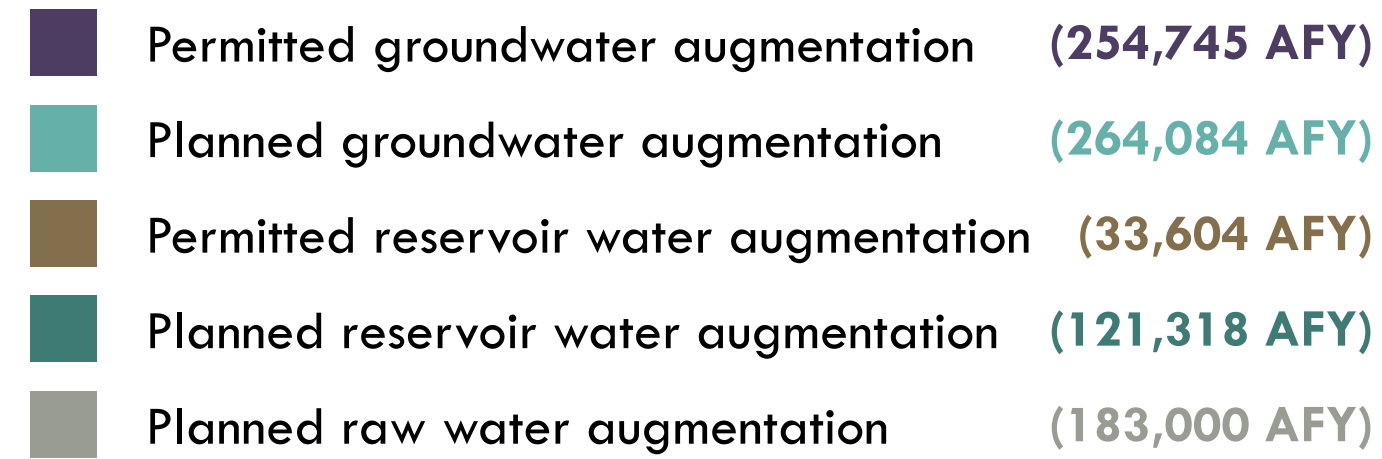 Permitted groundwater augmentation (254,745 AFY)
Planned groundwater augmentation (264,084 AFY)
Permitted reservoir water augmentation (33,604 AFY)
Planned reservoir water augmentation (121,318 AFY)
Planned raw water augmentation (183,000 AFY)